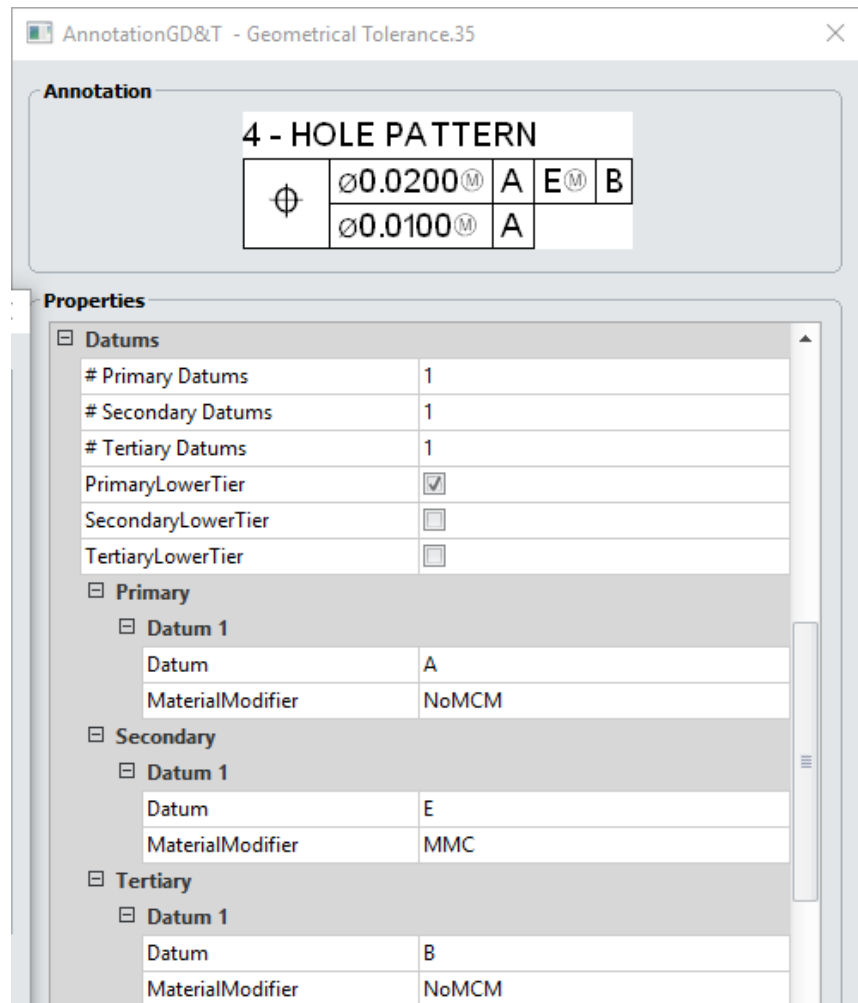 AnnotationGD&T - Geometrical Tolerance.35
Annotation
4 - HOLE PATTERN
⌀0.0200Ⓜ A EⓂ B
⌀0.0100Ⓜ A
Properties
Datums
# Primary Datums 1
# Secondary Datums 1
# Tertiary Datums 1
PrimaryLowerTier
SecondaryLowerTier
TertiaryLowerTier
Primary
Datum 1
Datum A
MaterialModifier NoMCM
Secondary
Datum 1
Datum E
MaterialModifier MMC
Tertiary
Datum 1
Datum B
MaterialModifier NoMCM